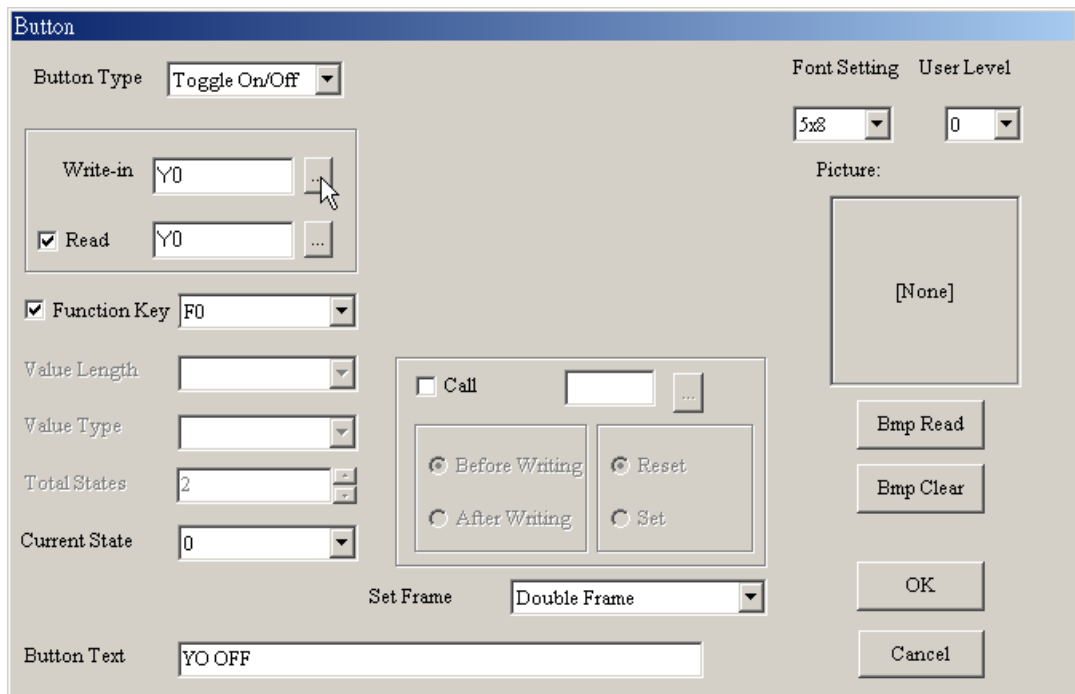 Button
Button Type Toggle On/Off
Font Setting User Level
5x8 0
Write-in Y0 ...
Picture:
Read Y0 ...
[None]
Function Key F0
Value Length
Call ...
Value Type
Bmp Read
Before Writing Reset
Total States 2
Bmp Clear
After Writing Set
Current State 0
OK
Set Frame Double Frame
Button Text YO OFF
Cancel